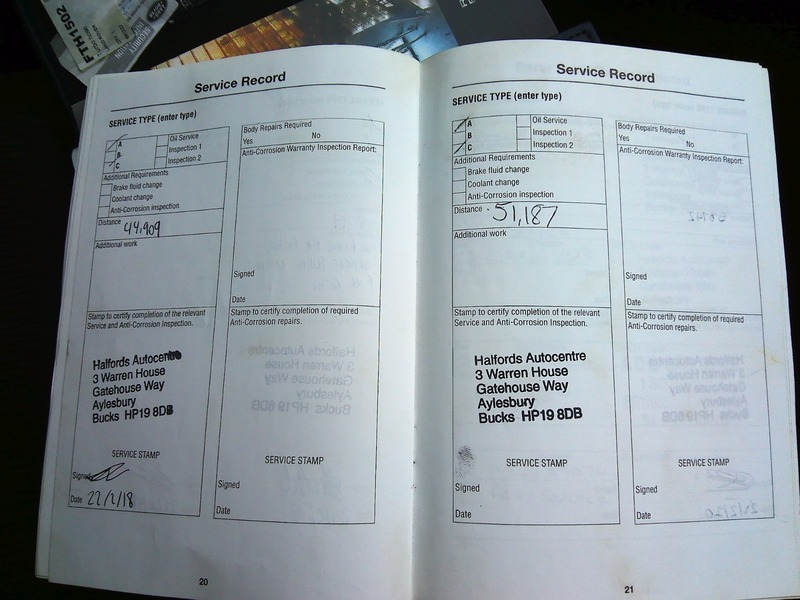 FTH1502
SECURITY
Service Record
SERVICE TYPE (enter type)
A
B
C
Oil Service
Inspection 1
Inspection 2
Additional Requirements
Brake fluid change
Coolant change
Anti-Corrosion inspection
Distance 44,909
Additional work
Stamp to certify completion of the relevant
Service and Anti-Corrosion Inspection.
Halfords Autocentre
3 Warren House
Gatehouse Way
Aylesbury
Bucks HP19 8DB
SERVICE STAMP
Signed
Date 22/2/18
Body Repairs Required
Yes No
Anti-Corrosion Warranty Inspection Report:
Signed
Date
Stamp to certify completion of required
Anti-Corrosion repairs.
SERVICE STAMP
Signed
Date
20
Service Record
SERVICE TYPE (enter type)
A
B
C
Oil Service
Inspection 1
Inspection 2
Additional Requirements
Brake fluid change
Coolant change
Anti-Corrosion inspection
Distance 51,187
Additional work
Stamp to certify completion of the relevant
Service and Anti-Corrosion Inspection.
Halfords Autocentre
3 Warren House
Gatehouse Way
Aylesbury
Bucks HP19 8DB
SERVICE STAMP
Signed
Date
Body Repairs Required
Yes No
Anti-Corrosion Warranty Inspection Report:
Signed
Date
Stamp to certify completion of required
Anti-Corrosion repairs.
SERVICE STAMP
Signed
Date
21